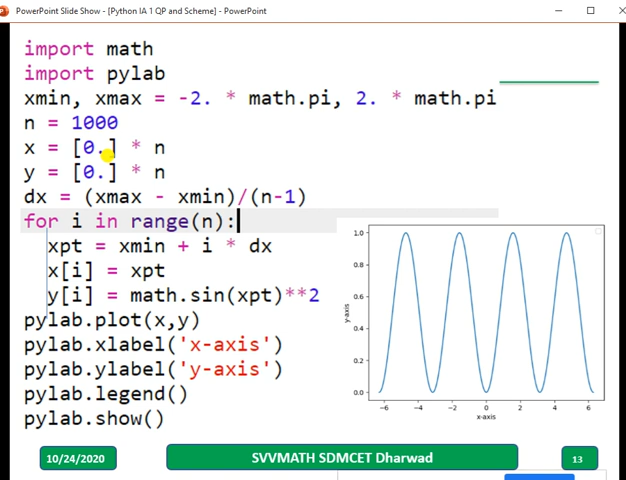 PowerPoint Slide Show - [Python IA 1 QP and Scheme] - PowerPoint
import math
import pylab
xmin, xmax = -2. * math.pi, 2. * math.pi
n = 1000
x = [0.] * n
y = [0.] * n
dx = (xmax - xmin)/(n-1)
for i in range(n):
xpt = xmin + i * dx
x[i] = xpt
y[i] = math.sin(xpt)**2
pylab.plot(x,y)
pylab.xlabel('x-axis')
pylab.ylabel('y-axis')
pylab.legend()
pylab.show()
1.0
0.8
0.6
0.4
0.2
0.0
y-axis
−6 −4 −2 0 2 4 6
x-axis
10/24/2020 SVVMATH SDMCET Dharwad 13